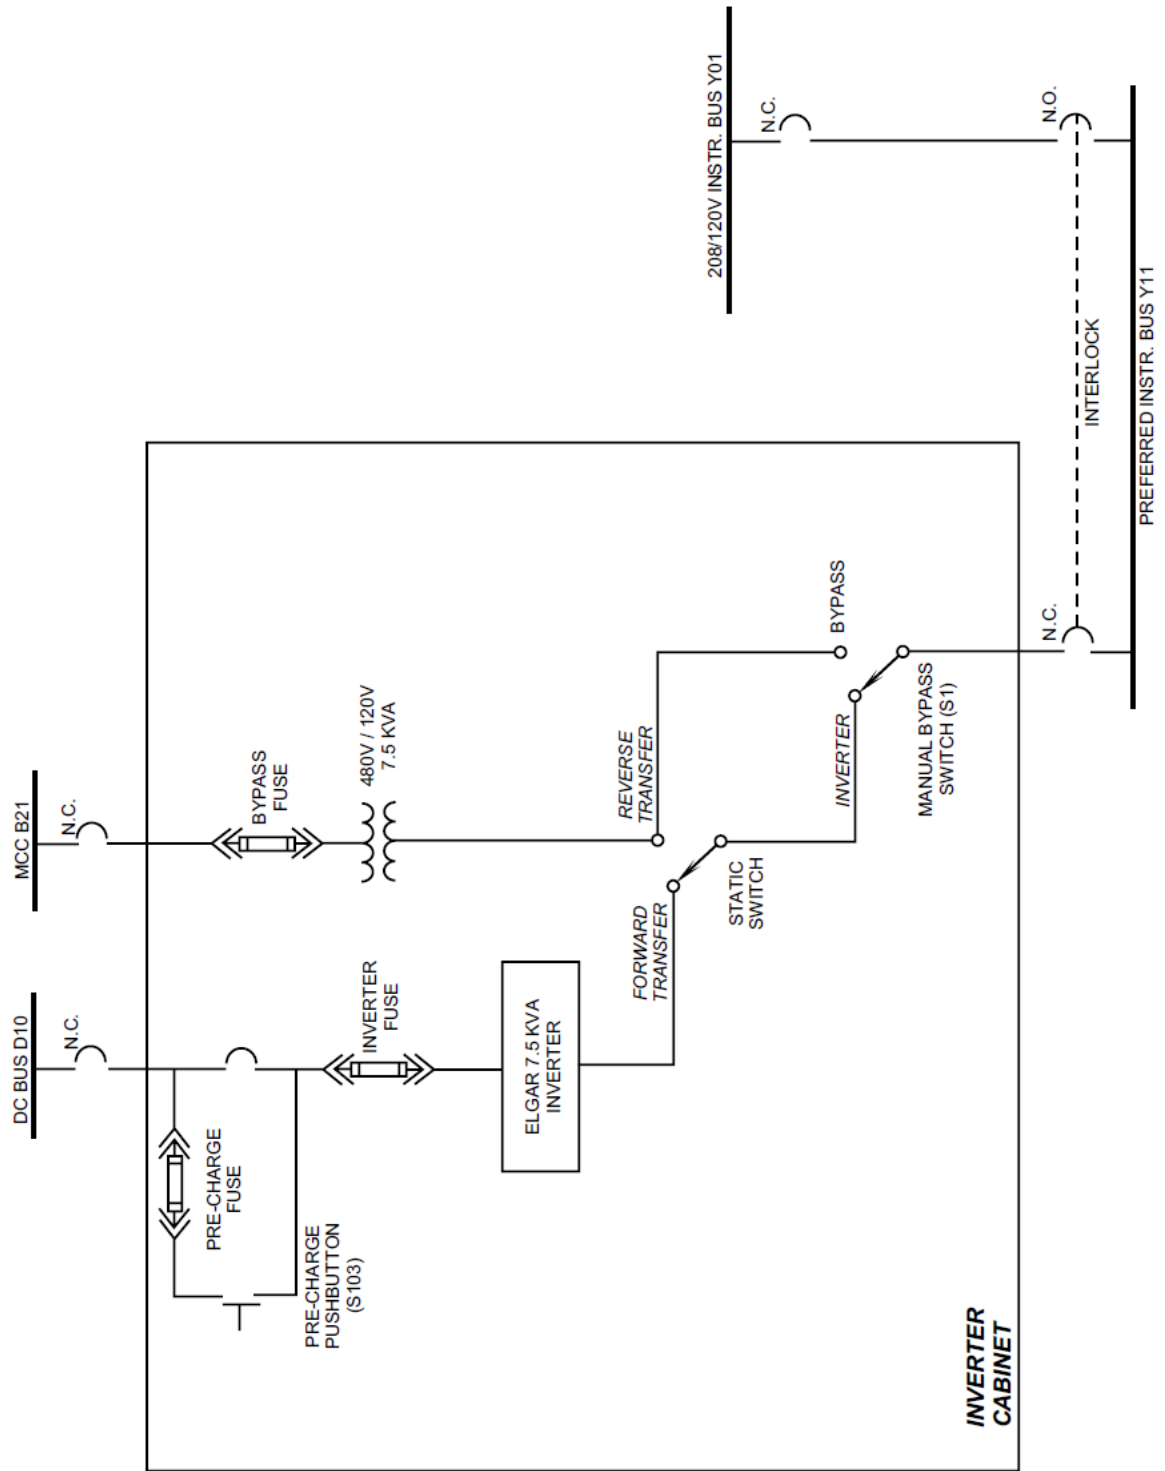 DC BUS D10
N.C.
PRE-CHARGE
FUSE
PRE-CHARGE
PUSHBUTTON
(S103)
INVERTER
FUSE
ELGAR 7.5 KVA
INVERTER
FORWARD
TRANSFER
STATIC
SWITCH
MCC B21
N.C.
BYPASS
FUSE
480V / 120V
7.5 KVA
REVERSE
TRANSFER
INVERTER
BYPASS
MANUAL BYPASS
SWITCH (S1)
INVERTER
CABINET
208/120V INSTR. BUS Y01
N.C.
N.O.
N.C.
INTERLOCK
PREFERRED INSTR. BUS Y11